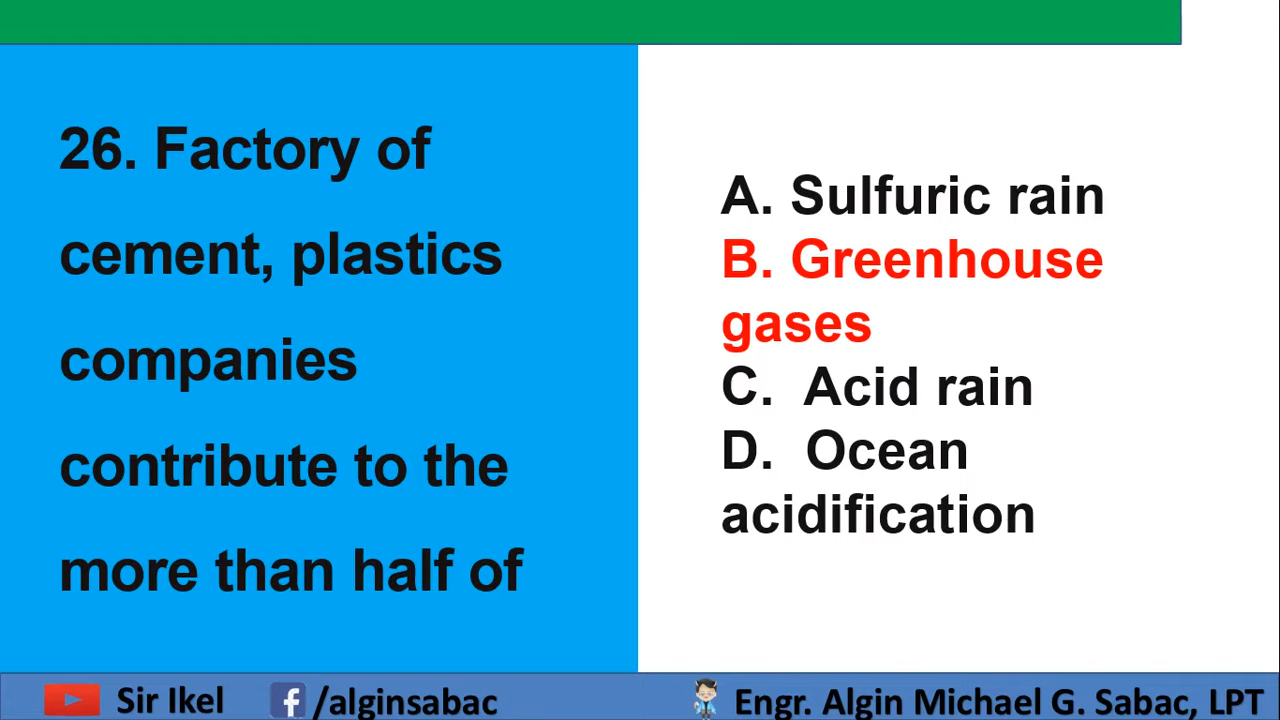 26. Factory of
cement, plastics
companies
contribute to the
more than half of
A. Sulfuric rain
B. Greenhouse
gases
C. Acid rain
D. Ocean
acidification
Sir Ikel
/alginsabac
Engr. Algin Michael G. Sabac, LPT